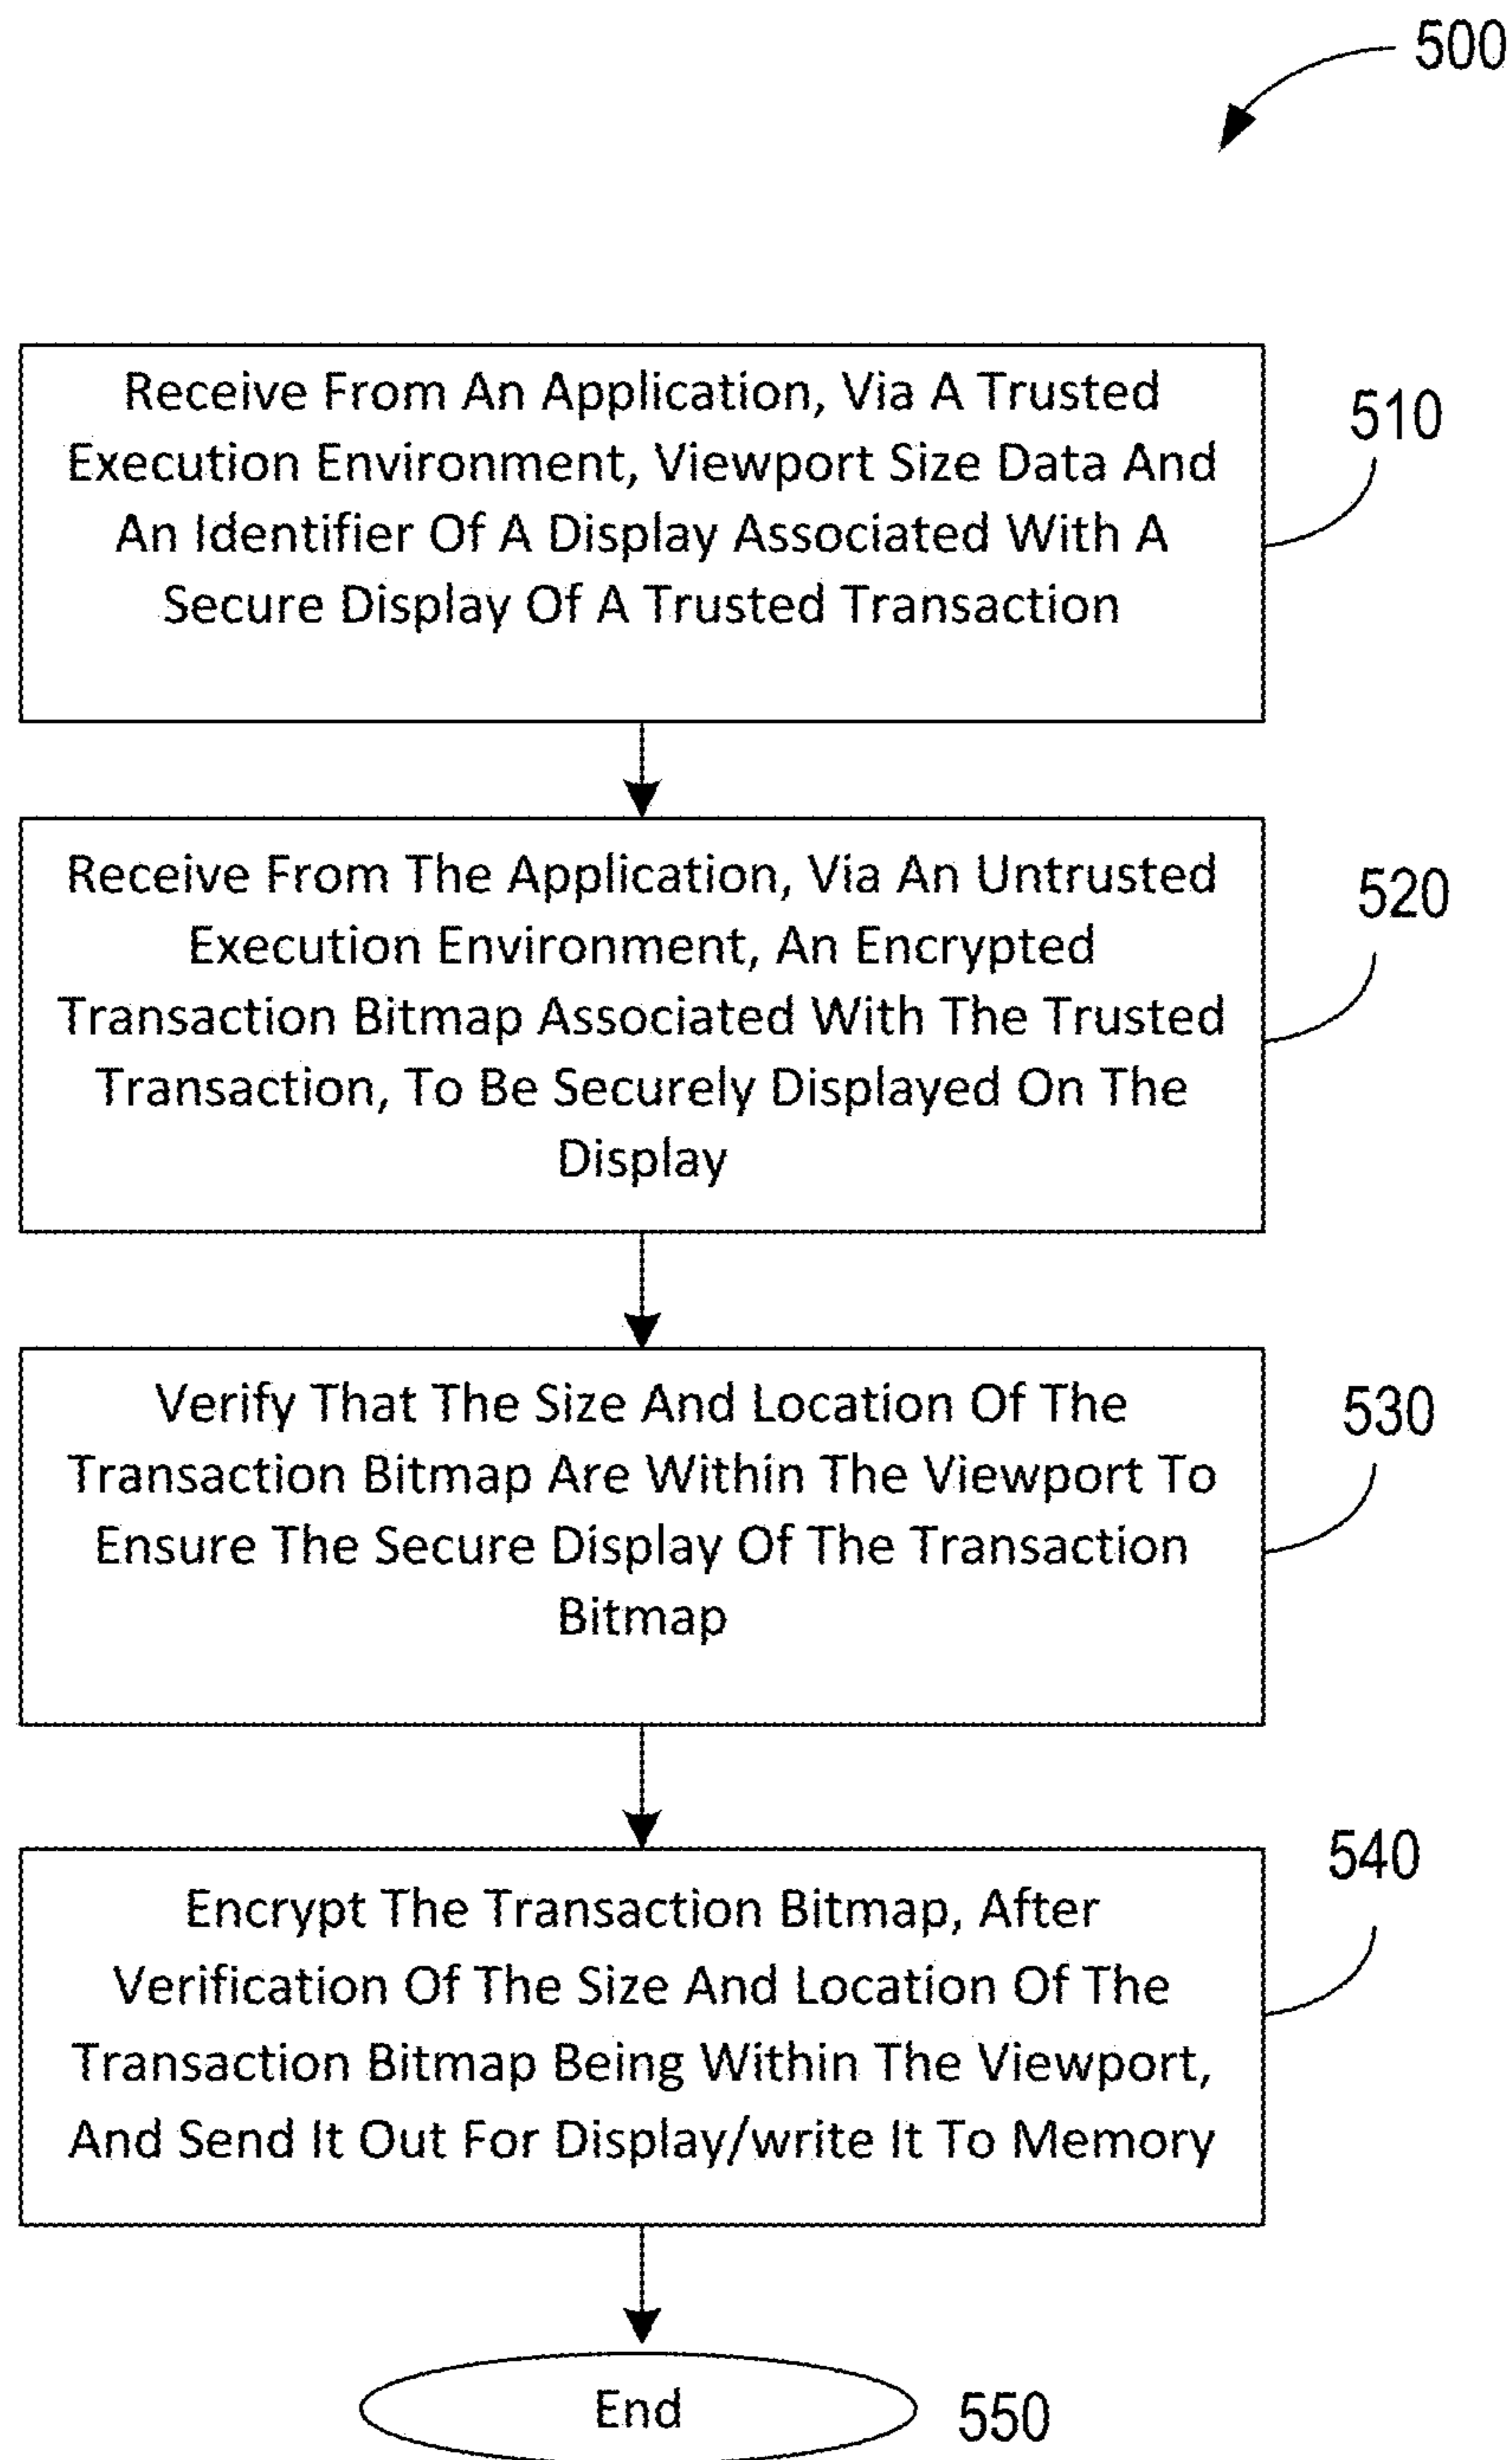 500
Receive From An Application, Via A Trusted
Execution Environment, Viewport Size Data And
An Identifier Of A Display Associated With A
Secure Display Of A Trusted Transaction
510
Receive From The Application, Via An Untrusted
Execution Environment, An Encrypted
Transaction Bitmap Associated With The Trusted
Transaction, To Be Securely Displayed On The
Display
520
Verify That The Size And Location Of The
Transaction Bitmap Are Within The Viewport To
Ensure The Secure Display Of The Transaction
Bitmap
530
Encrypt The Transaction Bitmap, After
Verification Of The Size And Location Of The
Transaction Bitmap Being Within The Viewport,
And Send It Out For Display/write It To Memory
540
End
550